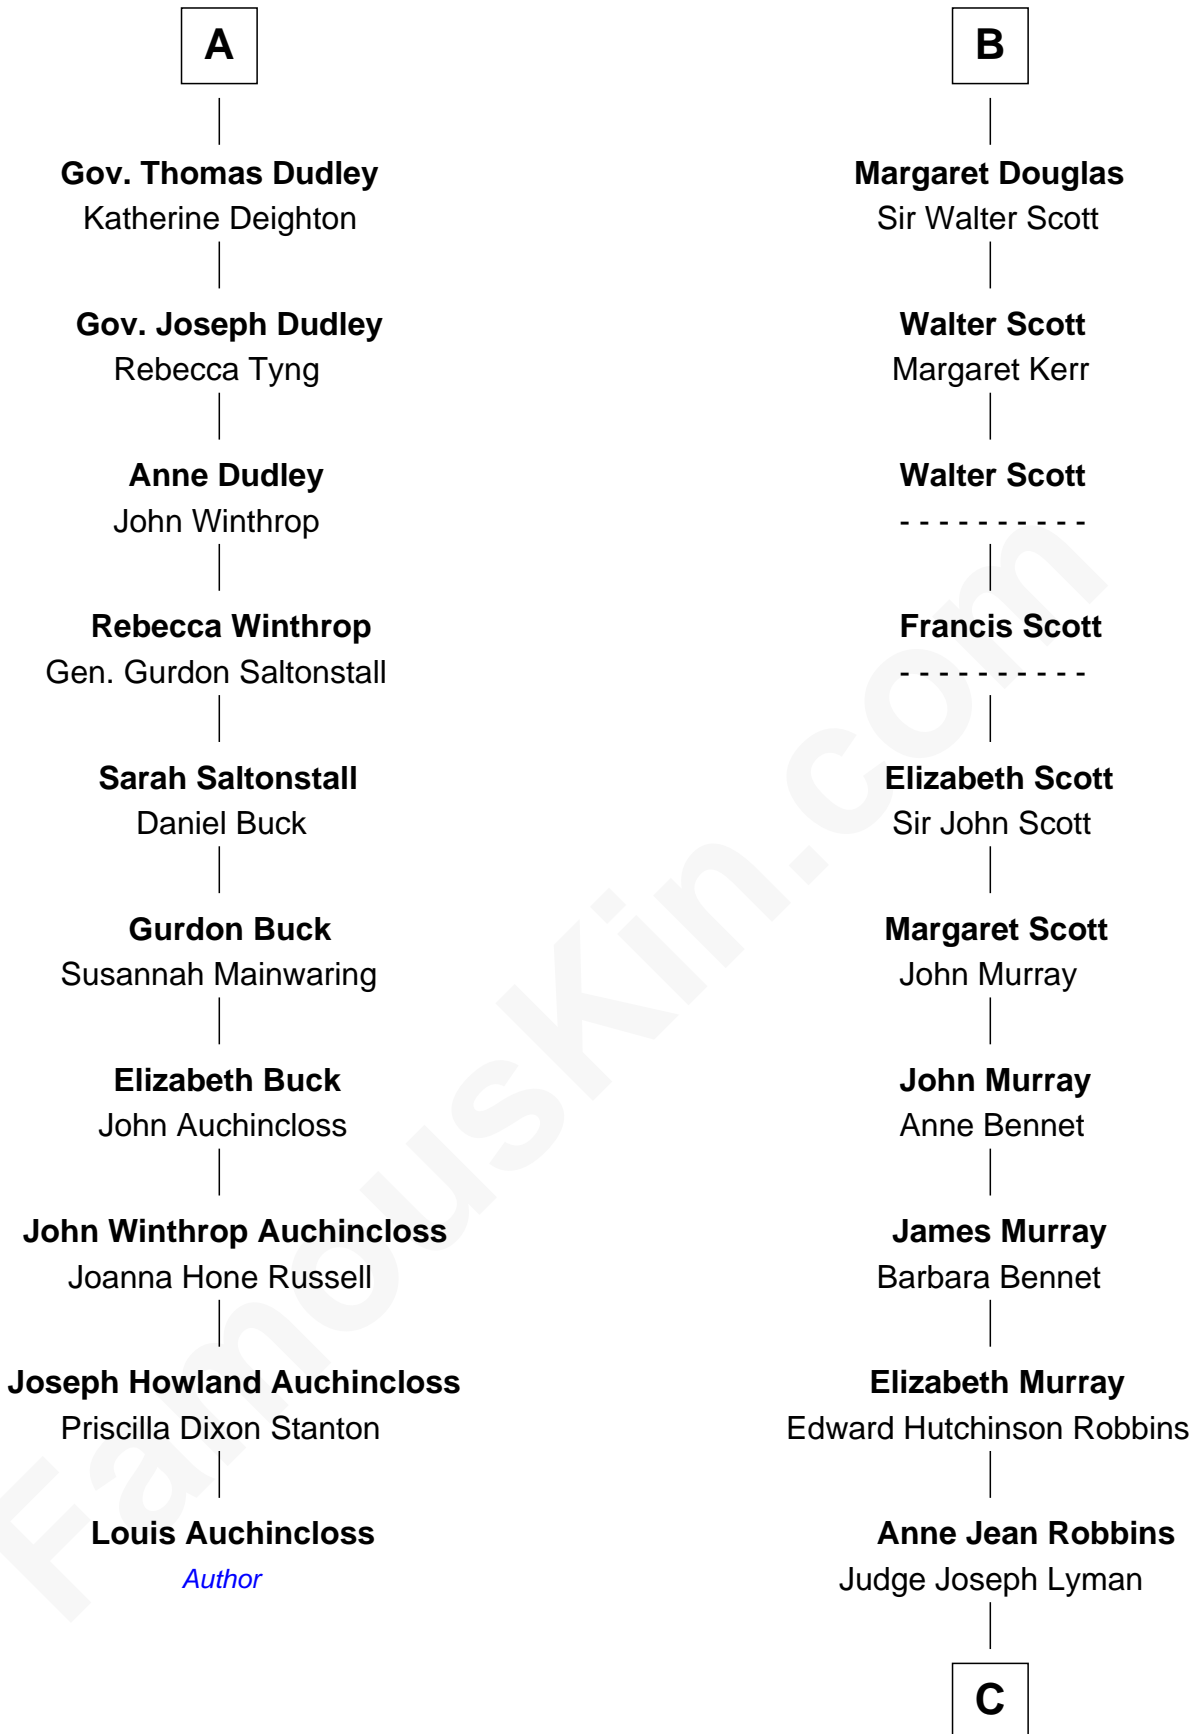 A
Gov. Thomas Dudley
Katherine Deighton
Gov. Joseph Dudley
Rebecca Tyng
Anne Dudley
John Winthrop
Rebecca Winthrop
Gen. Gurdon Saltonstall
Sarah Saltonstall
Daniel Buck
Gurdon Buck
Susannah Mainwaring
Elizabeth Buck
John Auchincloss
John Winthrop Auchincloss
Joanna Hone Russell
Joseph Howland Auchincloss
Priscilla Dixon Stanton
Louis Auchincloss
Author
B
Margaret Douglas
Sir Walter Scott
Walter Scott
Margaret Kerr
Walter Scott
- - - - - - - - - -
Francis Scott
- - - - - - - - - -
Elizabeth Scott
Sir John Scott
Margaret Scott
John Murray
John Murray
Anne Bennet
James Murray
Barbara Bennet
Elizabeth Murray
Edward Hutchinson Robbins
Anne Jean Robbins
Judge Joseph Lyman
C
FamousKin.com